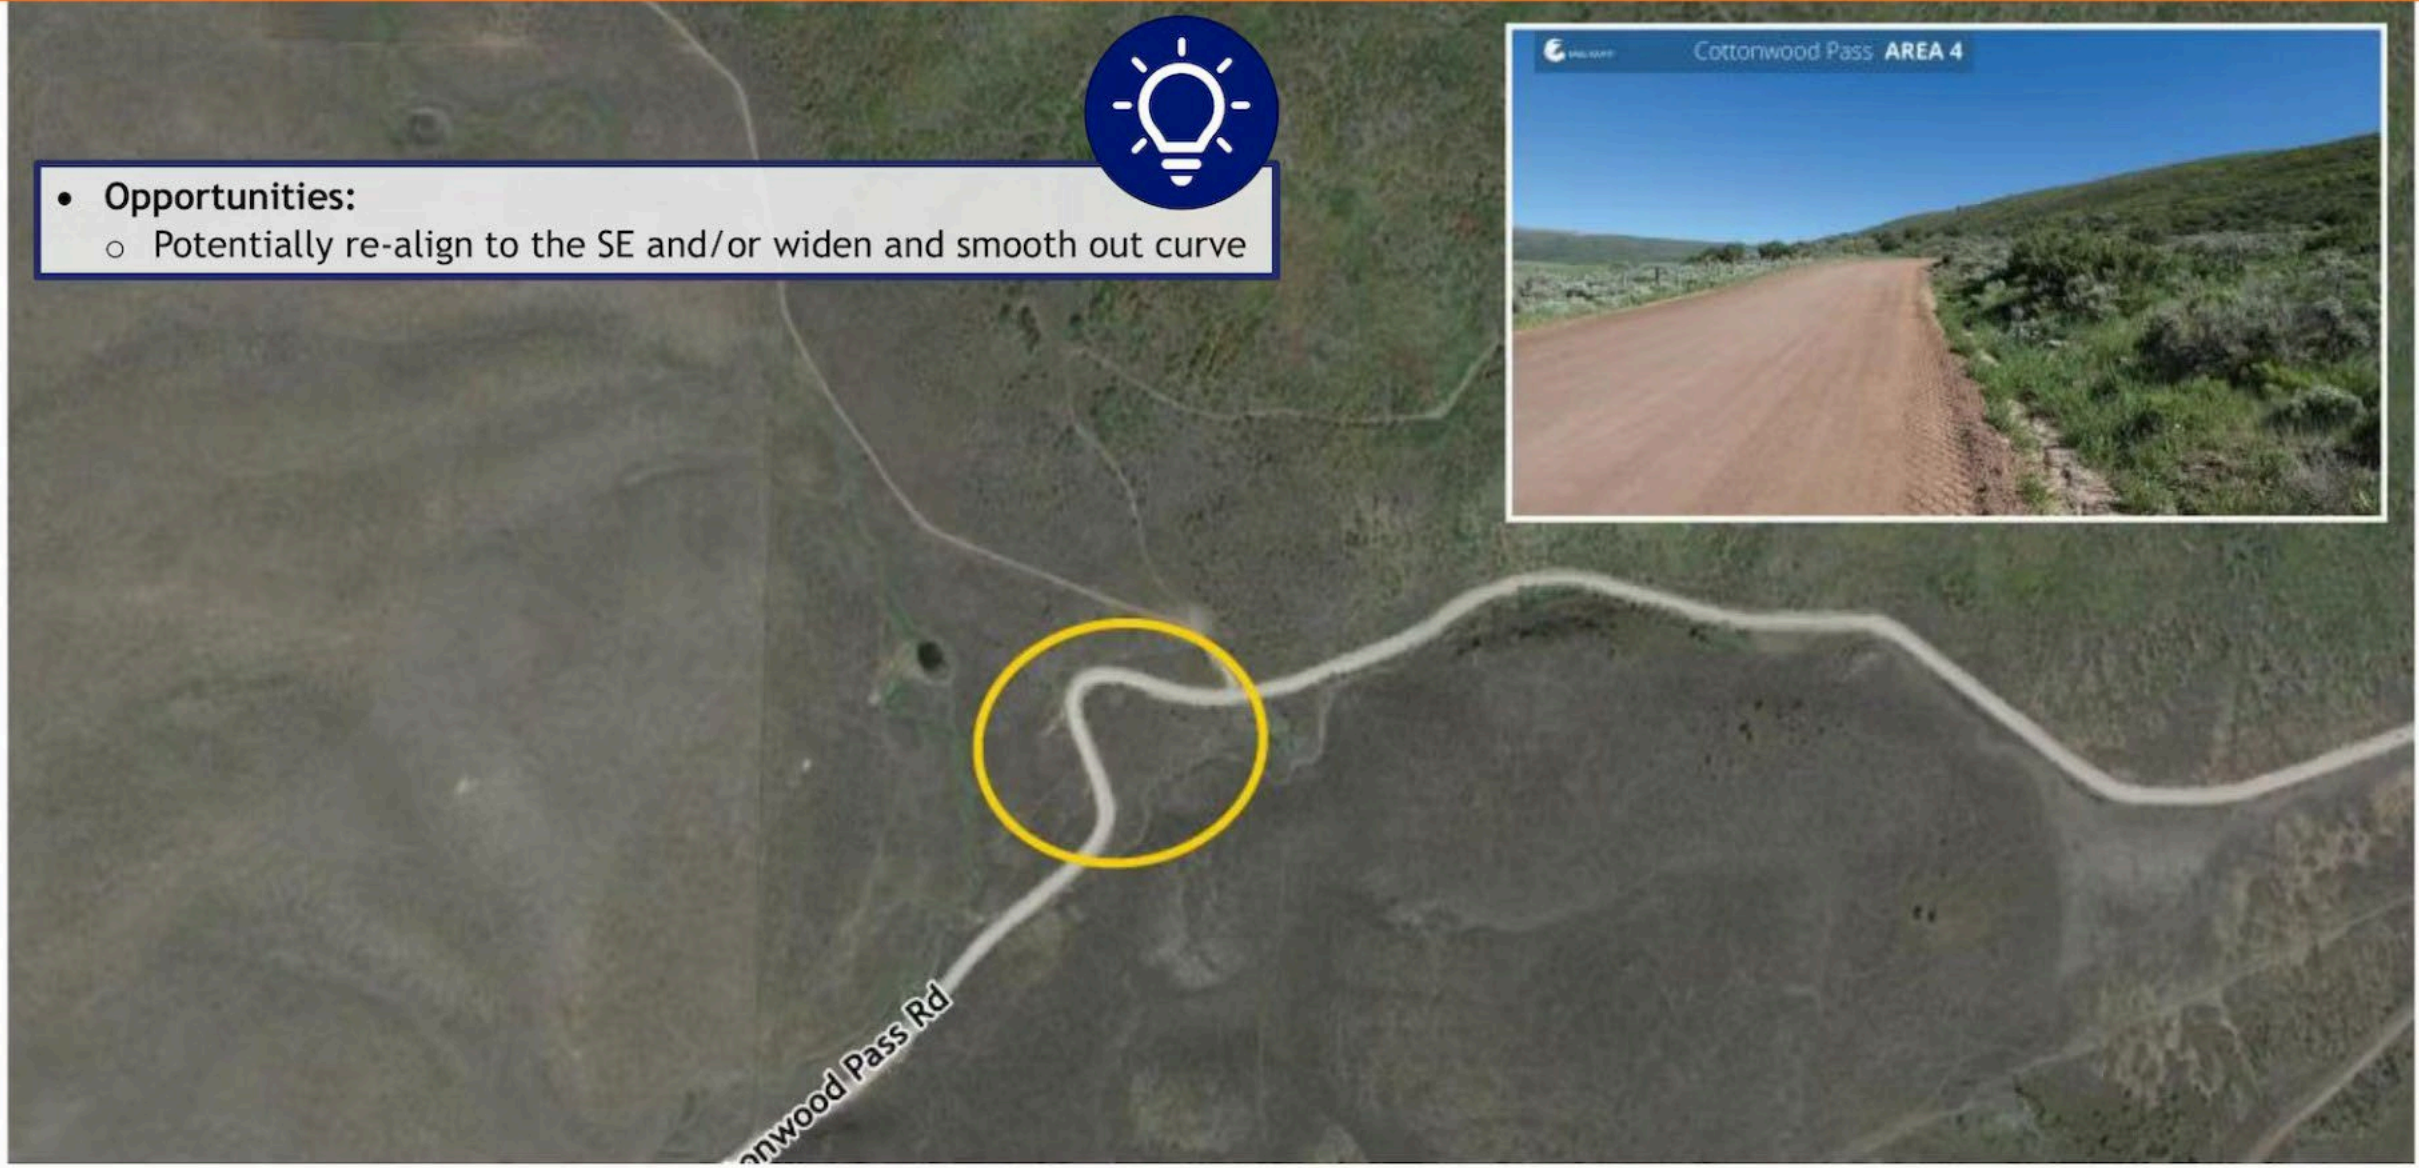 Cottonwood Pass AREA 4
• Opportunities:
○ Potentially re-align to the SE and/or widen and smooth out curve
onwood Pass Rd